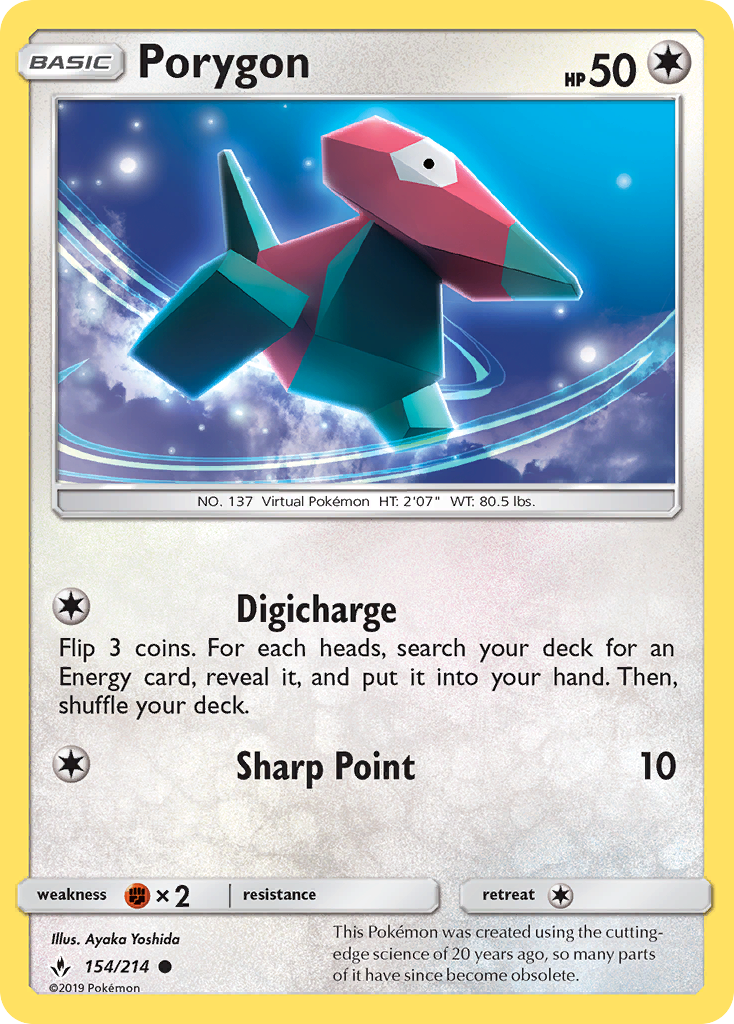 BASIC Porygon HP 50
NO. 137 Virtual Pokémon HT: 2'07" WT: 80.5 lbs.
Digicharge
Flip 3 coins. For each heads, search your deck for an
Energy card, reveal it, and put it into your hand. Then,
shuffle your deck.
Sharp Point 10
weakness × 2 resistance retreat
Illus. Ayaka Yoshida
154/214
©2019 Pokémon
This Pokémon was created using the cutting-
edge science of 20 years ago, so many parts
of it have since become obsolete.